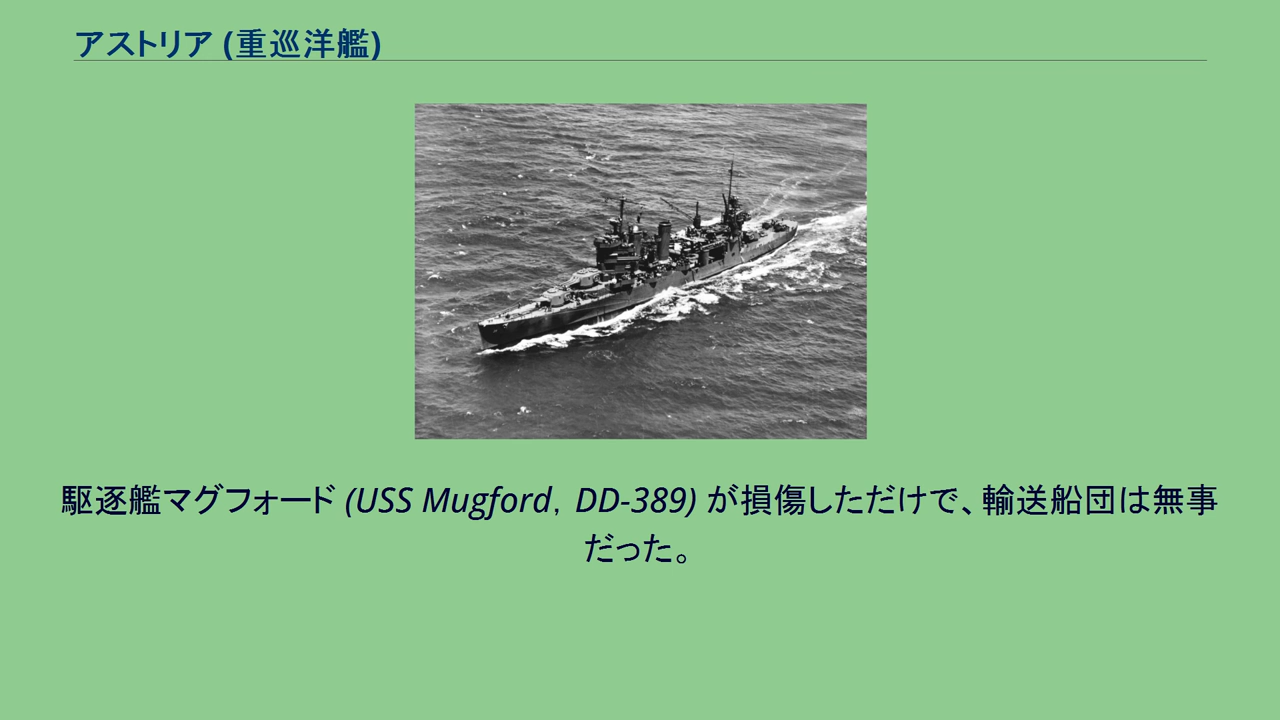 アストリア (重巡洋艦)
駆逐艦マグフォード (USS Mugford, DD-389) が損傷しただけで、輸送船団は無事
だった。